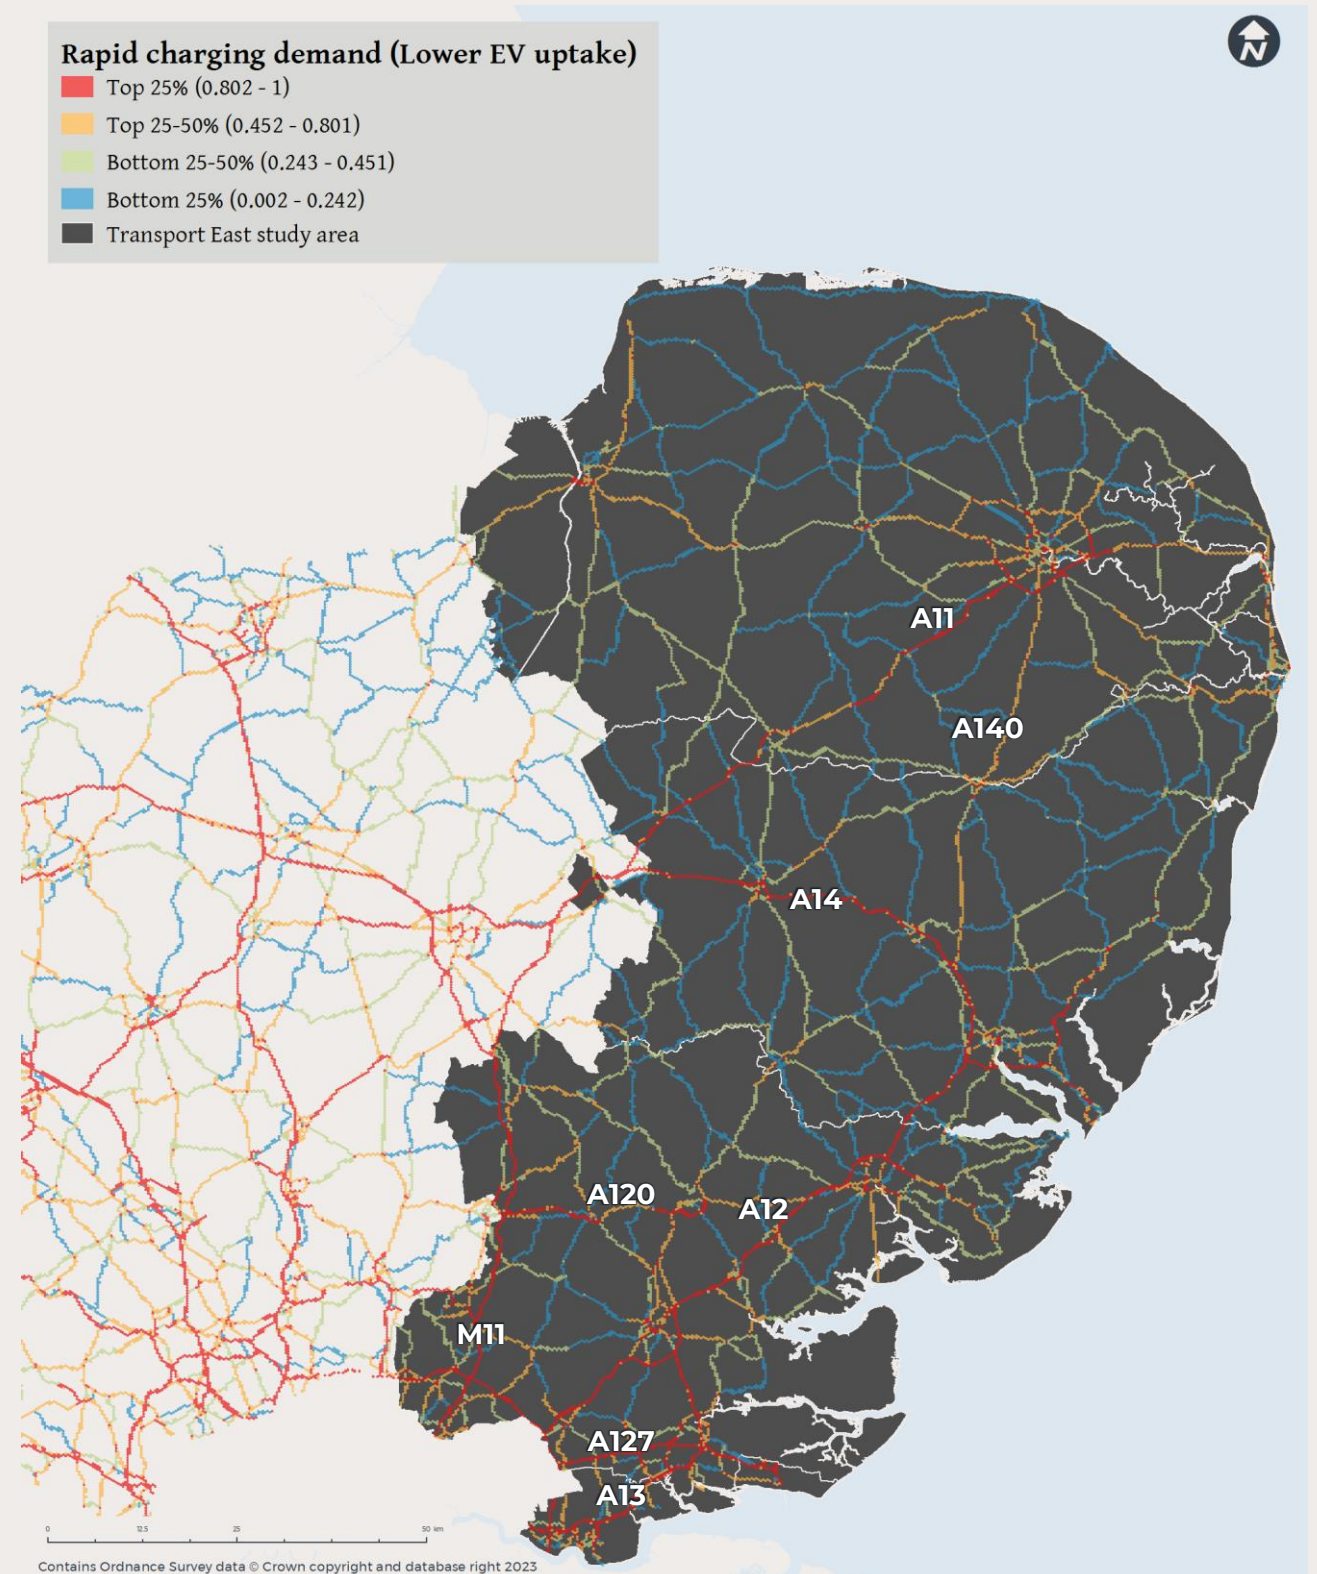 Rapid charging demand (Lower EV uptake)
Top 25% (0.802 - 1)
Top 25-50% (0.452 - 0.801)
Bottom 25-50% (0.243 - 0.451)
Bottom 25% (0.002 - 0.242)
Transport East study area
N
A11
A140
A14
A120
A12
M11
A127
A13
0 12.5 25 50 km
Contains Ordnance Survey data © Crown copyright and database right 2023